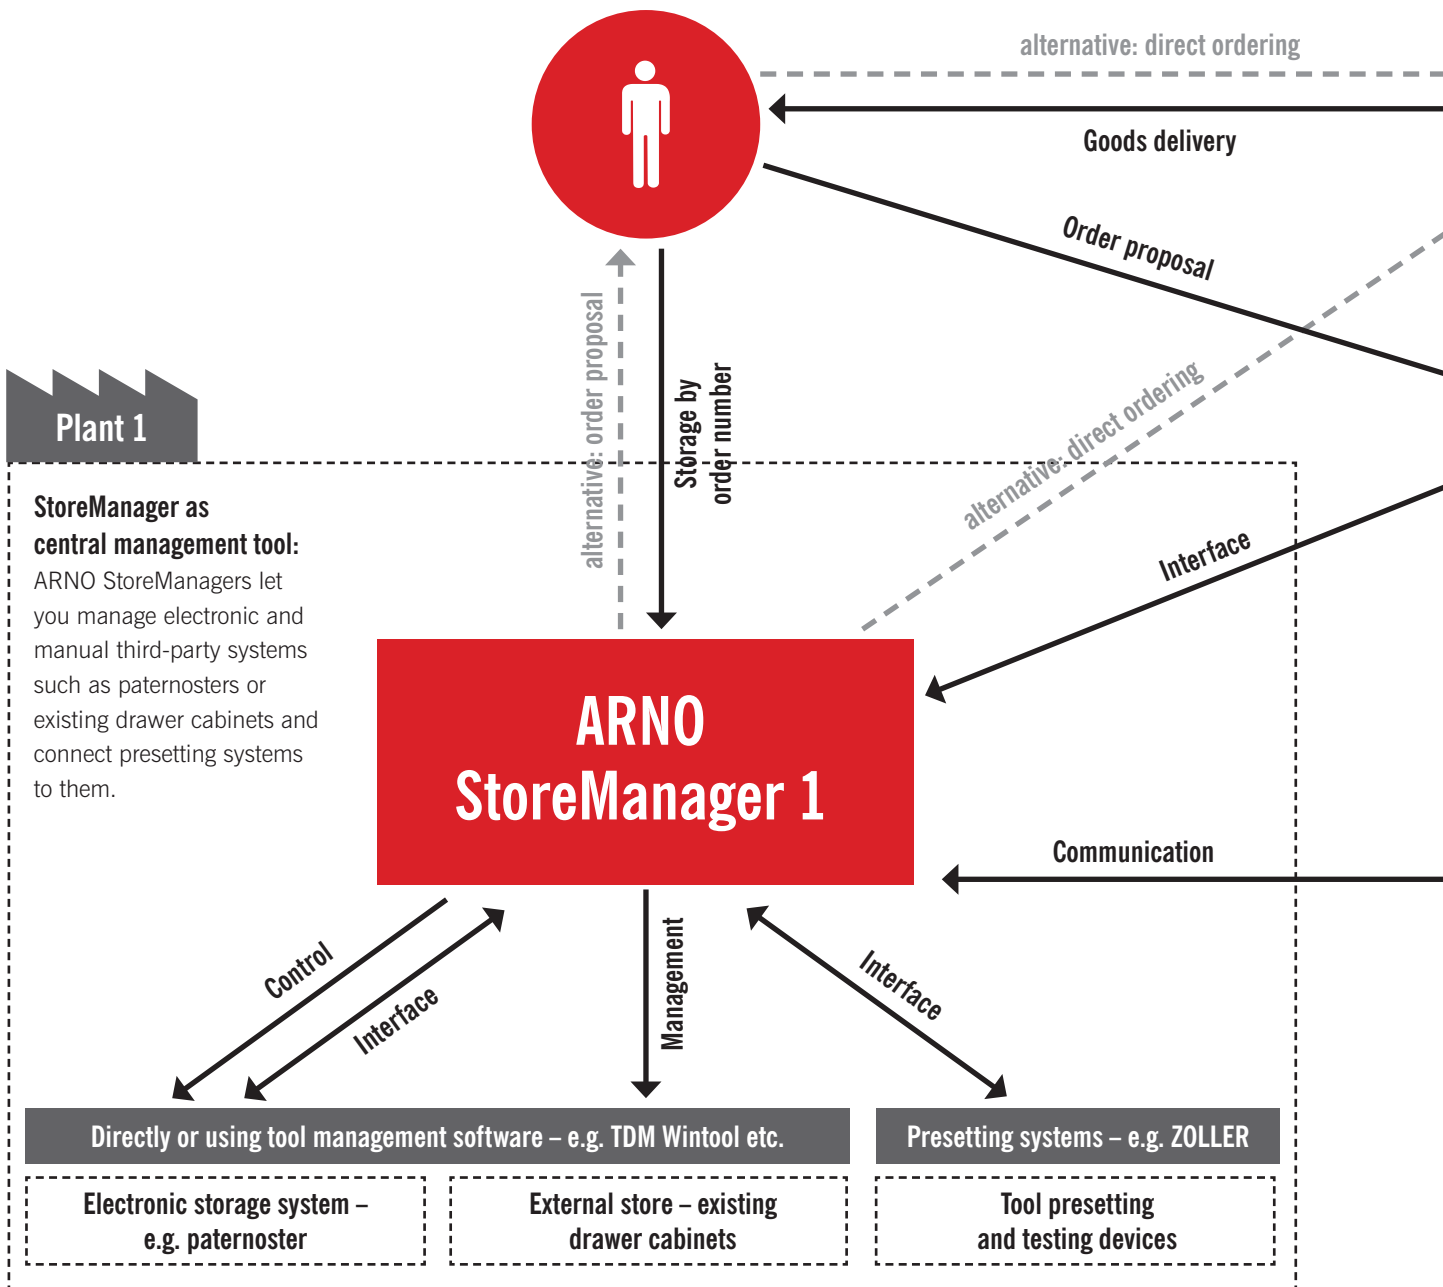 alternative: direct ordering
Goods delivery
Order proposal
alternative: order proposal
Storage by
order number
alternative: direct ordering
Plant 1
StoreManager as
central management tool:
ARNO StoreManagers let
you manage electronic and
manual third-party systems
such as paternosters or
existing drawer cabinets and
connect presetting systems
to them.
Interface
ARNO
StoreManager 1
Communication
Control
Interface
Management
Interface
Directly or using tool management software – e.g. TDM Wintool etc.
Presetting systems – e.g. ZOLLER
Electronic storage system –
e.g. paternoster
External store – existing
drawer cabinets
Tool presetting
and testing devices